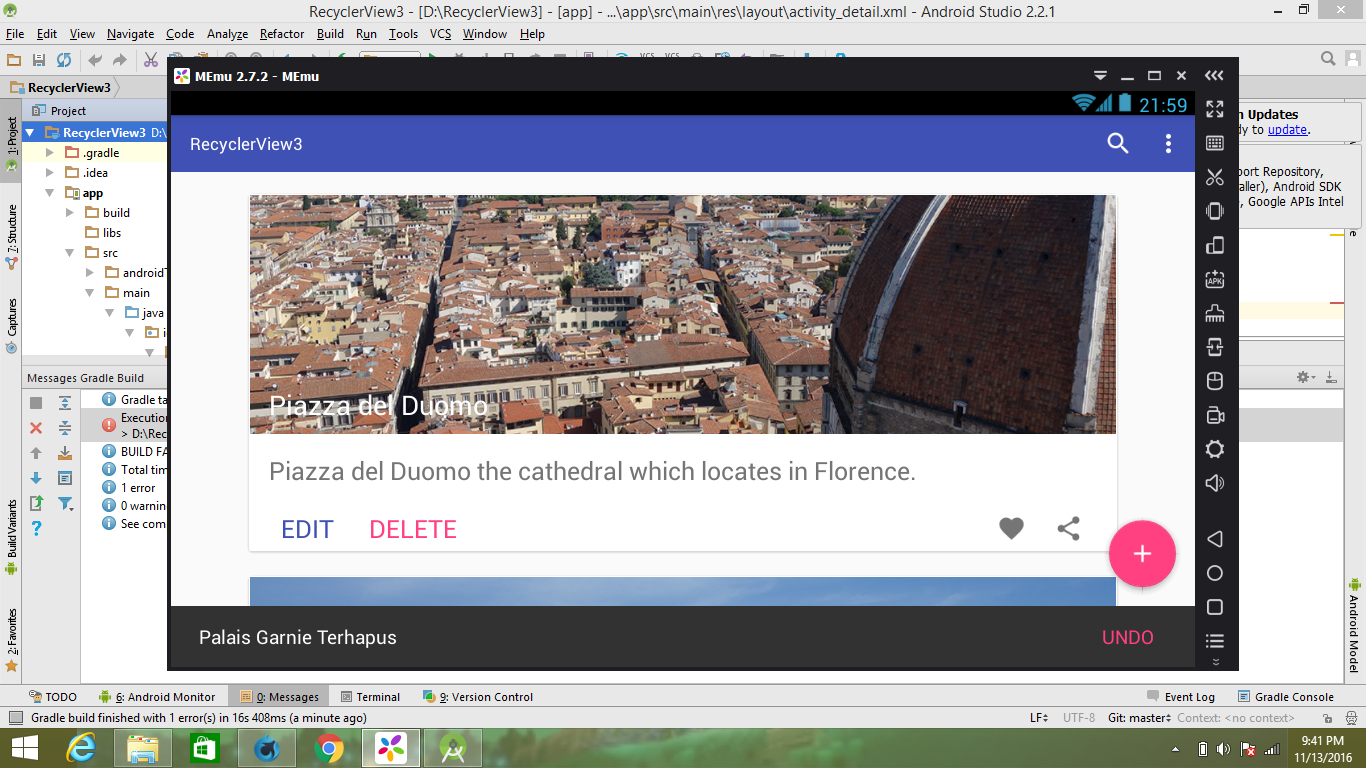 RecyclerView3 - [D:\RecyclerView3] - [app] - ...\app\src\main\res\layout\activity_detail.xml - Android Studio 2.2.1
File Edit View Navigate Code Analyze Refactor Build Run Tools VCS Window Help
MEmu 2.7.2 - MEmu
RecyclerView3
21:59
Project
n Updates
dy to update.
RecyclerView3 D:\
RecyclerView3
.gradle
.idea
app
build
libs
src
android
main
java
port Repository,
aller), Android SDK
, Google APIs Intel
1: Project
7: Structure
Captures
Build Variants
2: Favorites
Android Model
APK
Piazza del Duomo
Piazza del Duomo the cathedral which locates in Florence.
EDIT DELETE
Palais Garnie Terhapus UNDO
Messages Gradle Build
Gradle ta
Execution
> D:\Rec
BUILD FA
Total tim
1 error
0 warnin
See com
TODO 6: Android Monitor 0: Messages Terminal 9: Version Control Event Log Gradle Console
Gradle build finished with 1 error(s) in 16s 408ms (a minute ago) LF UTF-8 Git: master Context: <no context>
9:41 PM
11/13/2016